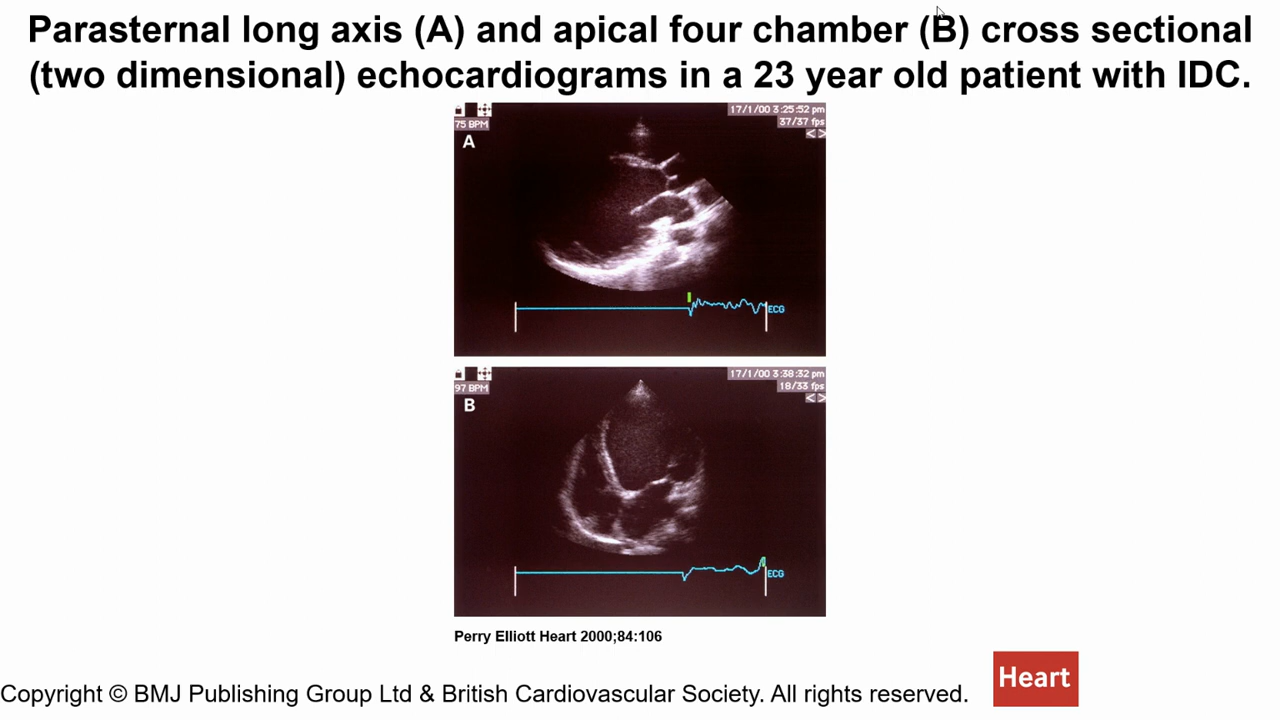 Parasternal long axis (A) and apical four chamber (B) cross sectional
(two dimensional) echocardiograms in a 23 year old patient with IDC.
17/1/00 3:25:52 pm
75 BPM
37/37 fps
A
< >
ECG
17/1/00 3:38:32 pm
97 BPM
18/33 fps
B
< >
ECG
Perry Elliott Heart 2000;84:106
Heart
Copyright © BMJ Publishing Group Ltd & British Cardiovascular Society. All rights reserved.